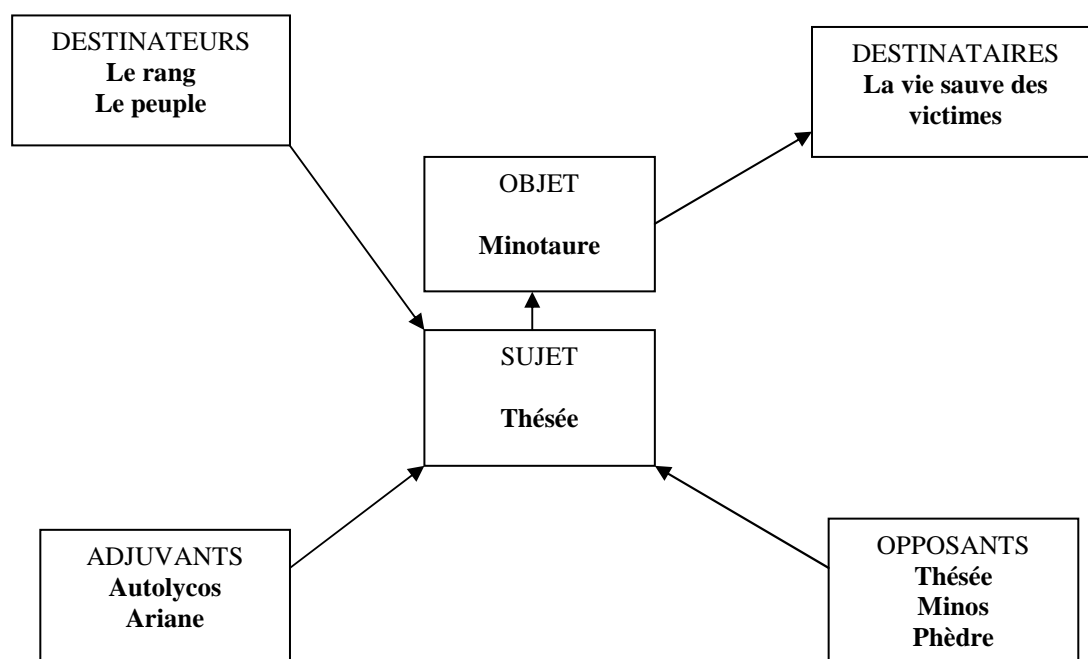 DESTINATEURS
Le rang
Le peuple
DESTINATAIRES
La vie sauve des
victimes
OBJET
Minotaure
SUJET
Thésée
ADJUVANTS
Autolycos
Ariane
OPPOSANTS
Thésée
Minos
Phèdre